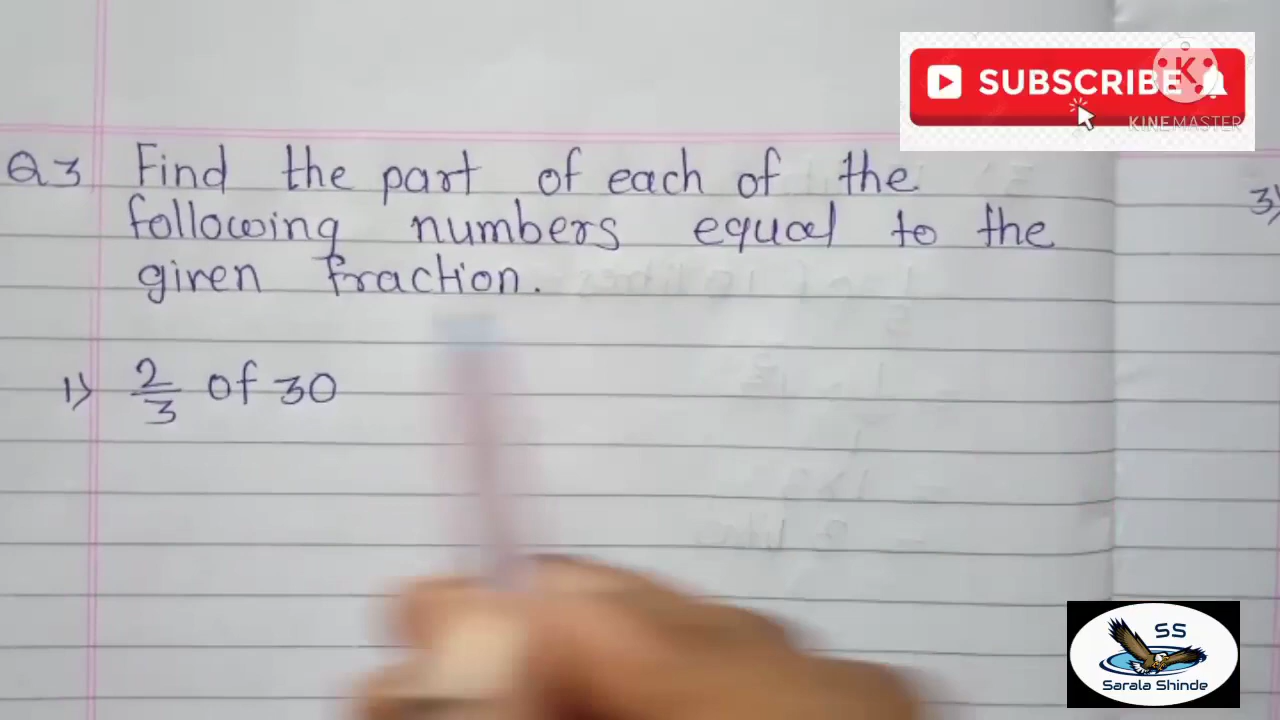 SUBSCRIBE
KINEMASTER
Q3 Find the part of each of the
following numbers equal to the
given fraction.
3)
1) 2/3 of 30
SS
Sarala Shinde